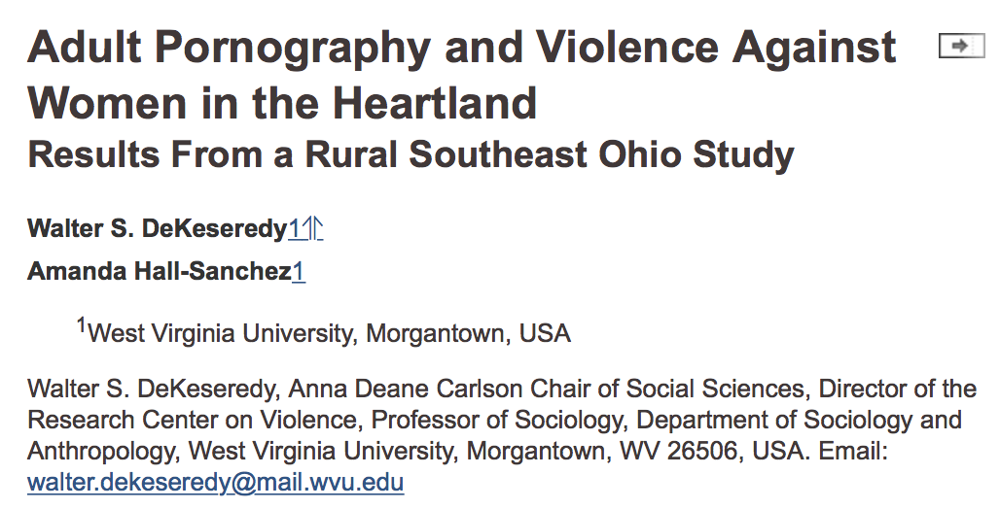 Adult Pornography and Violence Against
Women in the Heartland
Results From a Rural Southeast Ohio Study
Walter S. DeKeseredy1⇑
Amanda Hall-Sanchez1
1West Virginia University, Morgantown, USA
Walter S. DeKeseredy, Anna Deane Carlson Chair of Social Sciences, Director of the
Research Center on Violence, Professor of Sociology, Department of Sociology and
Anthropology, West Virginia University, Morgantown, WV 26506, USA. Email:
walter.dekeseredy@mail.wvu.edu